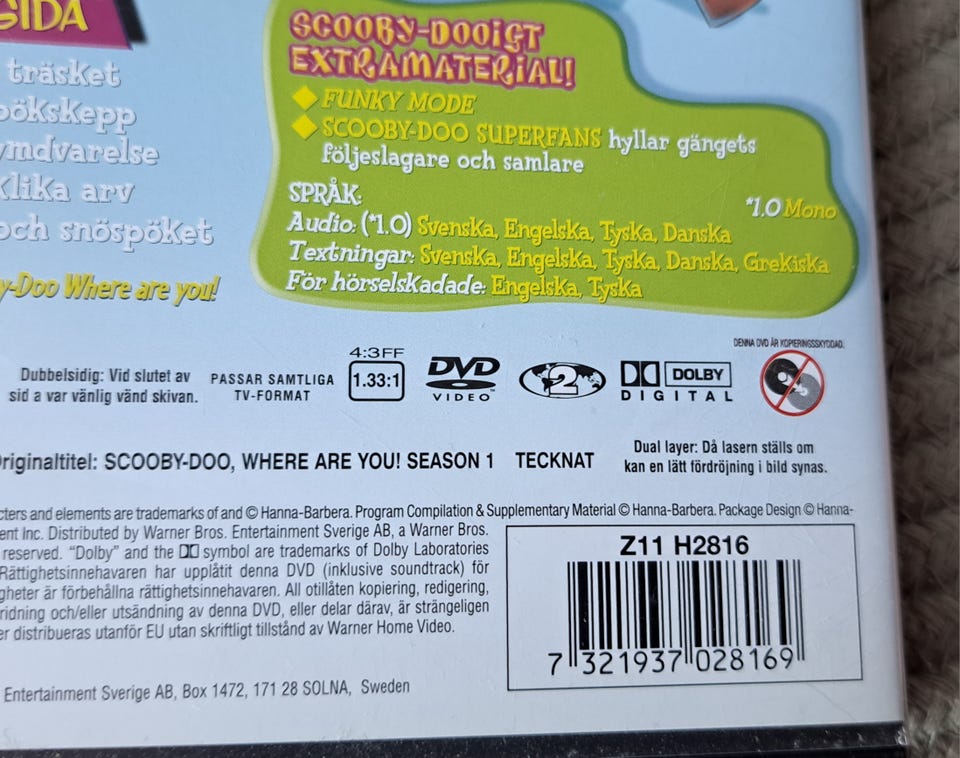 GIDA
träsket
ökskepp
ymdvarelse
klika arv
och snöspöket
y-Doo Where are you!
SCOOBY-DOOIGT
EXTRAMATERIAL!
FUNKY MODE
SCOOBY-DOO SUPERFANS hyllar gängets
följeslagare och samlare
SPRÅK:
*1.0 Mono
Audio: (*1.0) Svenska, Engelska, Tyska, Danska
Textningar: Svenska, Engelska, Tyska, Danska, Grekiska
För hörselskadade: Engelska, Tyska
Dubbelsidig: Vid slutet av
sid a var vänlig vänd skivan.
PASSAR SAMTLIGA
TV-FORMAT
4:3FF
1.33:1
DVD
VIDEO™
2
DOLBY
DIGITAL
DENNA DVD ÄR KOPIERINGSSKYDDAD.
riginaltitel: SCOOBY-DOO, WHERE ARE YOU! SEASON 1 TECKNAT
Dual layer: Då lasern ställs om
kan en lätt fördröjning i bild synas.
cters and elements are trademarks of and © Hanna-Barbera. Program Compilation & Supplementary Material © Hanna-Barbera. Package Design © Hanna-
ent Inc. Distributed by Warner Bros. Entertainment Sverige AB, a Warner Bros.
reserved. “Dolby” and the symbol are trademarks of Dolby Laboratories
Rättighetsinnehavaren har upplåtit denna DVD (inklusive soundtrack) för
gheter är förbehållna rättighetsinnehavaren. All otillåten kopiering, redigering,
ridning och/eller utsändning av denna DVD, eller delar därav, är strängeligen
er distribueras utanför EU utan skriftligt tillstånd av Warner Home Video.
Entertainment Sverige AB, Box 1472, 171 28 SOLNA, Sweden
Z11 H2816
7 321937 028169